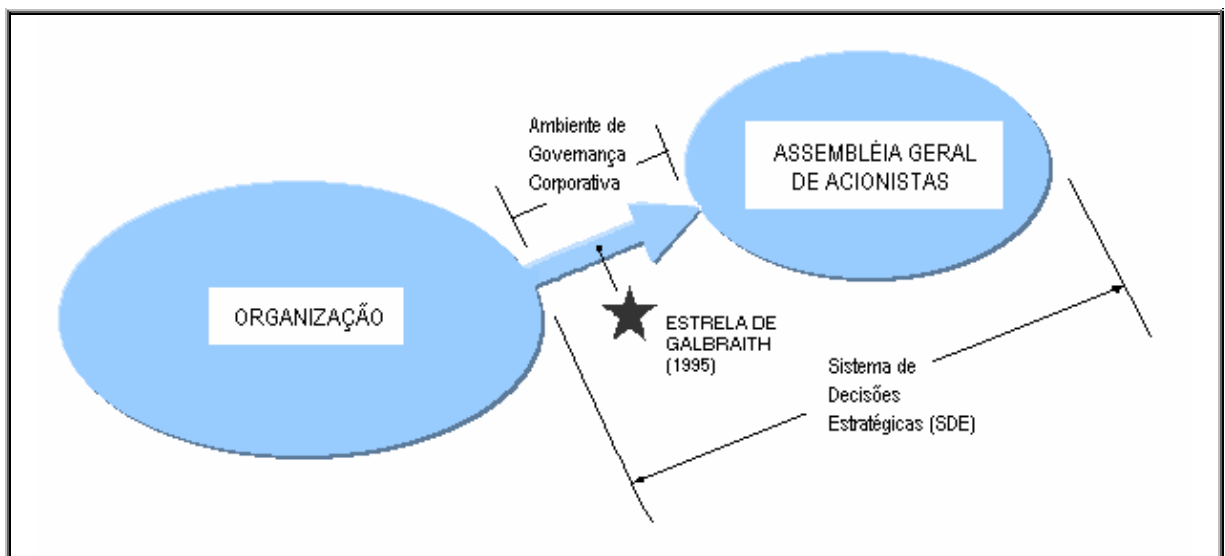 Ambiente de
Governança
Corporativa
ASSEMBLÉIA GERAL
DE ACIONISTAS
ORGANIZAÇÃO
ESTRELA DE
GALBRAITH
(1995)
Sistema de
Decisões
Estratégicas (SDE)